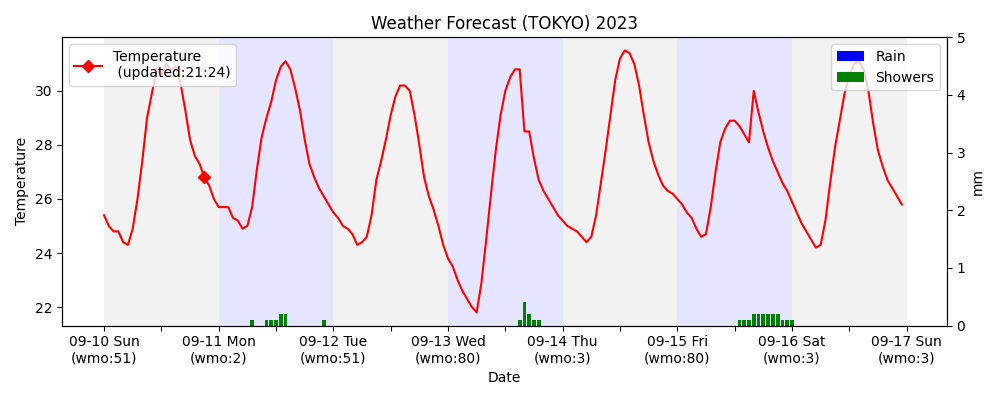 Weather Forecast (TOKYO) 2023
Temperature
(updated:21:24)
Rain
Showers
30
28
26
24
22
Temperature
5
4
3
2
1
0
mm
09-10 Sun
(wmo:51)
09-11 Mon
(wmo:2)
09-12 Tue
(wmo:51)
09-13 Wed
(wmo:80)
09-14 Thu
(wmo:3)
09-15 Fri
(wmo:80)
09-16 Sat
(wmo:3)
09-17 Sun
(wmo:3)
Date